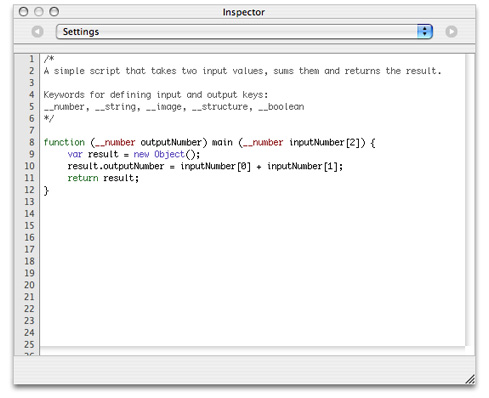 Inspector
Settings
1 /*
2 A simple script that takes two input values, sums them and returns the result.
3
4 Keywords for defining input and output keys:
5 __number, __string, __image, __structure, __boolean
6 */
7
8 function (__number outputNumber) main (__number inputNumber[2]) {
9 var result = new Object();
10 result.outputNumber = inputNumber[0] + inputNumber[1];
11 return result;
12 }
13
14
15
16
17
18
19
20
21
22
23
24
25
26